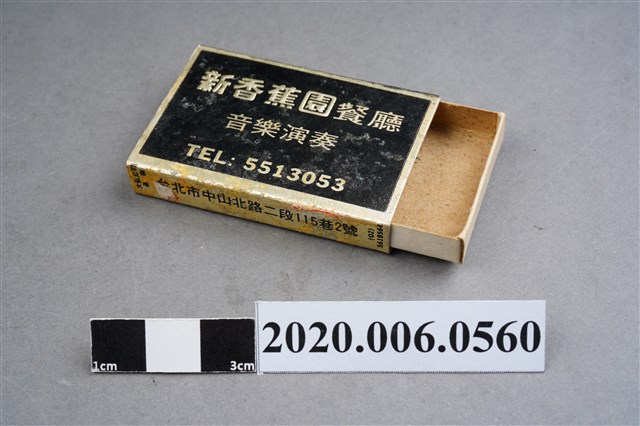 新香蕉園餐廳
音樂演奏
TEL: 5513053
台北市中山北路二段115巷2號
(02)
2020.006.0560
1cm
3cm